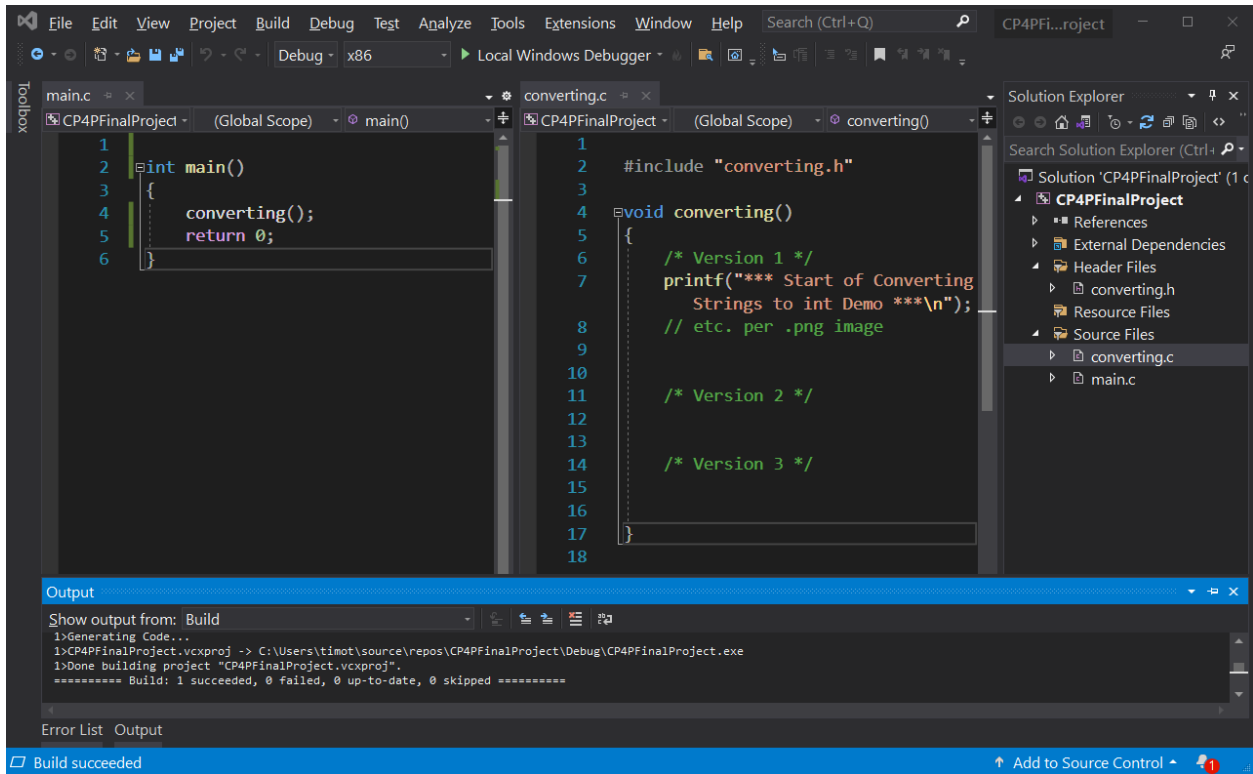 File Edit View Project Build Debug Test Analyze Tools Extensions Window Help Search (Ctrl+Q) CP4PFi...roject
Debug x86 Local Windows Debugger
Toolbox
main.c
CP4PFinalProject (Global Scope) main()
1
2 int main()
3 {
4 converting();
5 return 0;
6 }
converting.c
CP4PFinalProject (Global Scope) converting()
1
2 #include "converting.h"
3
4 void converting()
5 {
6 /* Version 1 */
7 printf("*** Start of Converting
Strings to int Demo ***\n");
8 // etc. per .png image
9
10
11 /* Version 2 */
12
13
14 /* Version 3 */
15
16
17 }
18
Solution Explorer
Search Solution Explorer (Ctrl+
Solution 'CP4PFinalProject' (1 c
CP4PFinalProject
References
External Dependencies
Header Files
converting.h
Resource Files
Source Files
converting.c
main.c
Output
Show output from: Build
1>Generating Code...
1>CP4PFinalProject.vcxproj -> C:\Users\timot\source\repos\CP4PFinalProject\Debug\CP4PFinalProject.exe
1>Done building project "CP4PFinalProject.vcxproj".
========== Build: 1 succeeded, 0 failed, 0 up-to-date, 0 skipped ==========
Error List Output
Build succeeded Add to Source Control 1